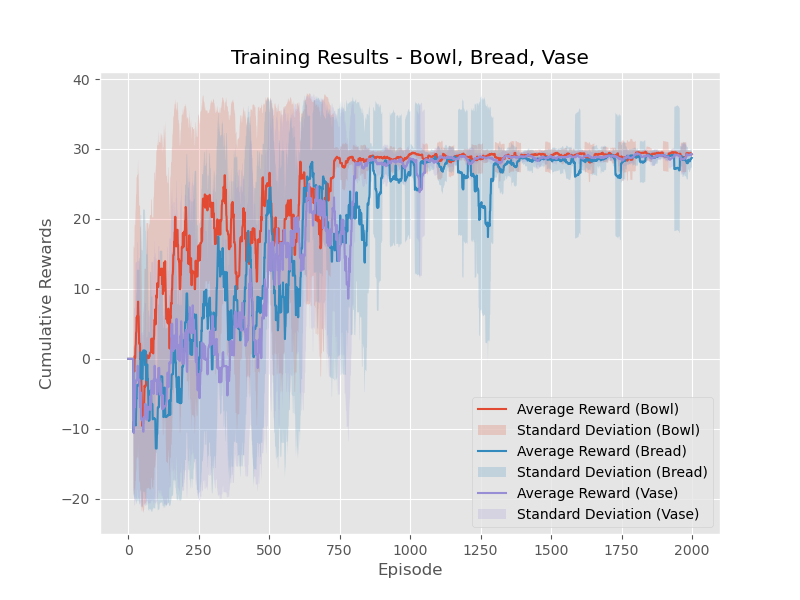 Training Results - Bowl, Bread, Vase
40
30
20
10
0
−10
−20
Cumulative Rewards
Average Reward (Bowl)
Standard Deviation (Bowl)
Average Reward (Bread)
Standard Deviation (Bread)
Average Reward (Vase)
Standard Deviation (Vase)
0 250 500 750 1000 1250 1500 1750 2000
Episode